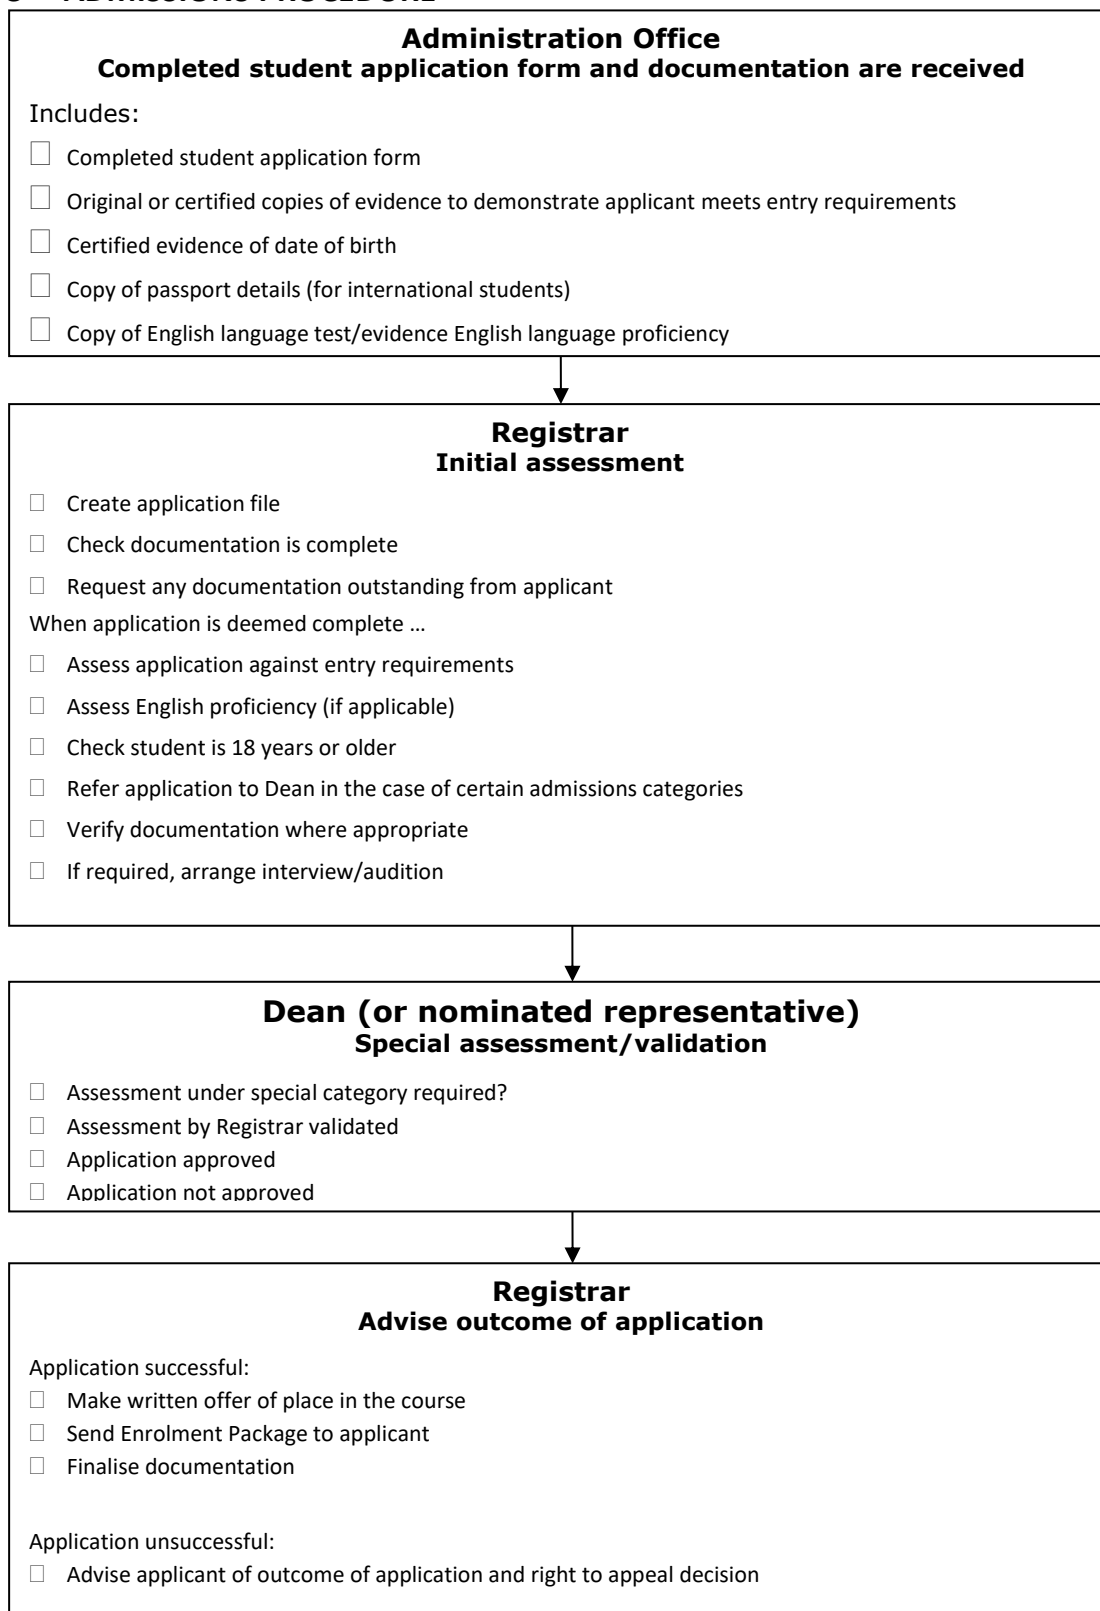 ADMISSIONS PROCEDURE
Administration Office
Completed student application form and documentation are received
Includes:
Completed student application form
Original or certified copies of evidence to demonstrate applicant meets entry requirements
Certified evidence of date of birth
Copy of passport details (for international students)
Copy of English language test/evidence English language proficiency
Registrar
Initial assessment
Create application file
Check documentation is complete
Request any documentation outstanding from applicant
When application is deemed complete …
Assess application against entry requirements
Assess English proficiency (if applicable)
Check student is 18 years or older
Refer application to Dean in the case of certain admissions categories
Verify documentation where appropriate
If required, arrange interview/audition
Dean (or nominated representative)
Special assessment/validation
Assessment under special category required?
Assessment by Registrar validated
Application approved
Application not approved
Registrar
Advise outcome of application
Application successful:
Make written offer of place in the course
Send Enrolment Package to applicant
Finalise documentation
Application unsuccessful:
Advise applicant of outcome of application and right to appeal decision